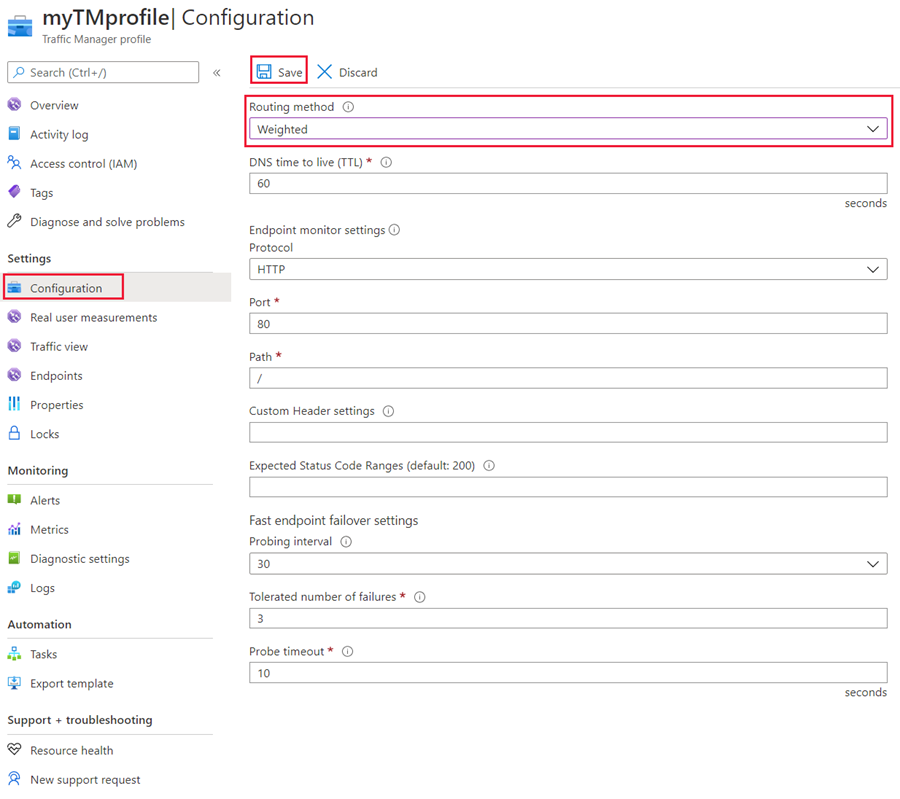 myTMprofile| Configuration
Traffic Manager profile
Search (Ctrl+/)
«
Overview
Activity log
Access control (IAM)
Tags
Diagnose and solve problems
Settings
Configuration
Real user measurements
Traffic view
Endpoints
Properties
Locks
Monitoring
Alerts
Metrics
Diagnostic settings
Logs
Automation
Tasks
Export template
Support + troubleshooting
Resource health
New support request
Save Discard
Routing method
Weighted
DNS time to live (TTL) *
60
seconds
Endpoint monitor settings
Protocol
HTTP
Port *
80
Path *
/
Custom Header settings
Expected Status Code Ranges (default: 200)
Fast endpoint failover settings
Probing interval
30
Tolerated number of failures *
3
Probe timeout *
10
seconds